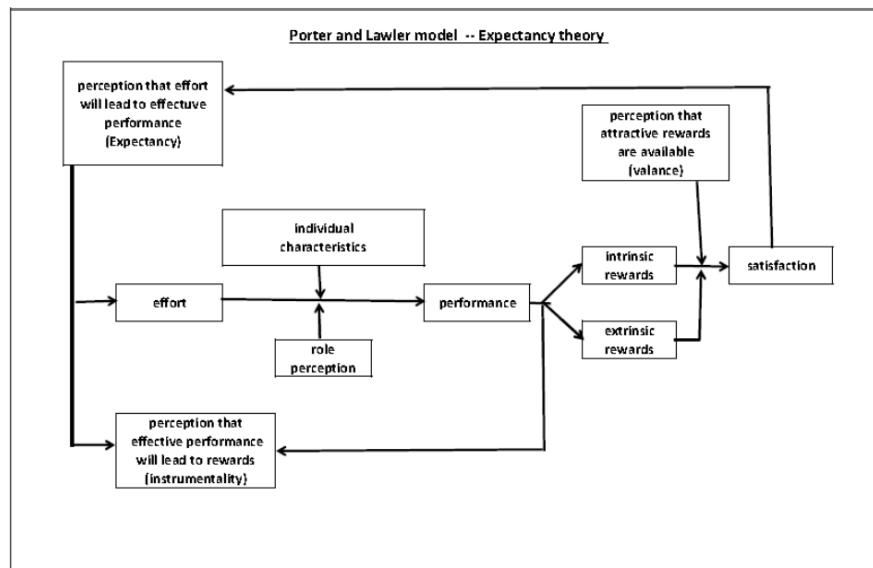 Porter and Lawler model -- Expectancy theory
perception that effort
will lead to effectuve
performance
(Expectancy)
perception that
attractive rewards
are available
(valance)
individual
characteristics
intrinsic
rewards
satisfaction
effort
performance
extrinsic
rewards
role
perception
perception that
effective performance
will lead to rewards
(instrumentality)